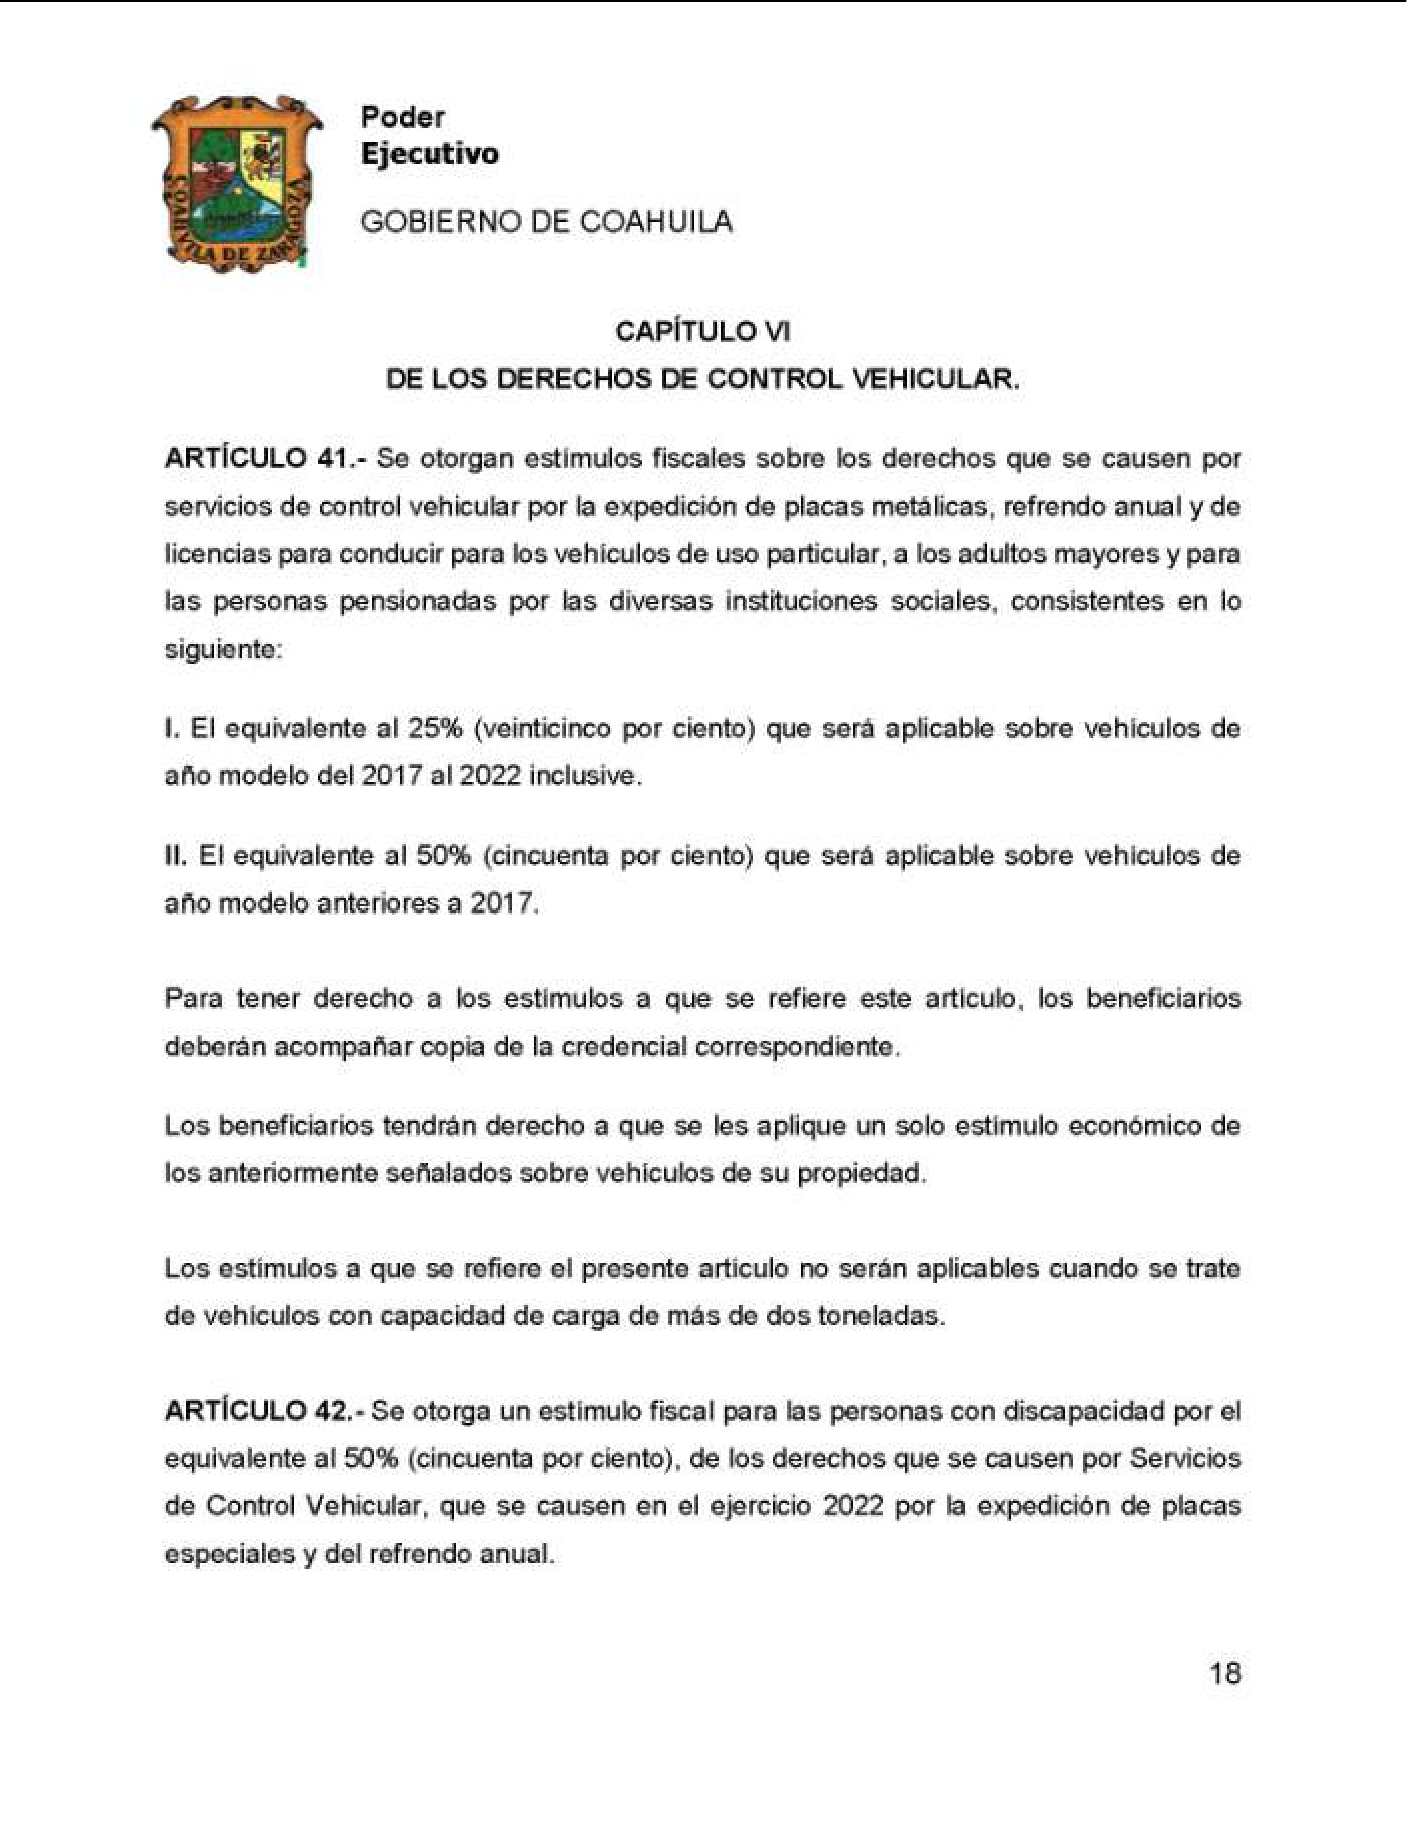 Poder
Ejecutivo
GOBIERNO DE COAHUILA
COAHVILA DE ZARAGOZA
CAPÍTULO VI
DE LOS DERECHOS DE CONTROL VEHICULAR.
ARTÍCULO 41.- Se otorgan estímulos fiscales sobre los derechos que se causen por
servicios de control vehicular por la expedición de placas metálicas, refrendo anual y de
licencias para conducir para los vehículos de uso particular, a los adultos mayores y para
las personas pensionadas por las diversas instituciones sociales, consistentes en lo
siguiente:
I. El equivalente al 25% (veinticinco por ciento) que será aplicable sobre vehículos de
año modelo del 2017 al 2022 inclusive.
II. El equivalente al 50% (cincuenta por ciento) que será aplicable sobre vehículos de
año modelo anteriores a 2017.
Para tener derecho a los estímulos a que se refiere este artículo, los beneficiarios
deberán acompañar copia de la credencial correspondiente.
Los beneficiarios tendrán derecho a que se les aplique un solo estímulo económico de
los anteriormente señalados sobre vehículos de su propiedad.
Los estímulos a que se refiere el presente artículo no serán aplicables cuando se trate
de vehículos con capacidad de carga de más de dos toneladas.
ARTÍCULO 42.- Se otorga un estímulo fiscal para las personas con discapacidad por el
equivalente al 50% (cincuenta por ciento), de los derechos que se causen por Servicios
de Control Vehicular, que se causen en el ejercicio 2022 por la expedición de placas
especiales y del refrendo anual.
18